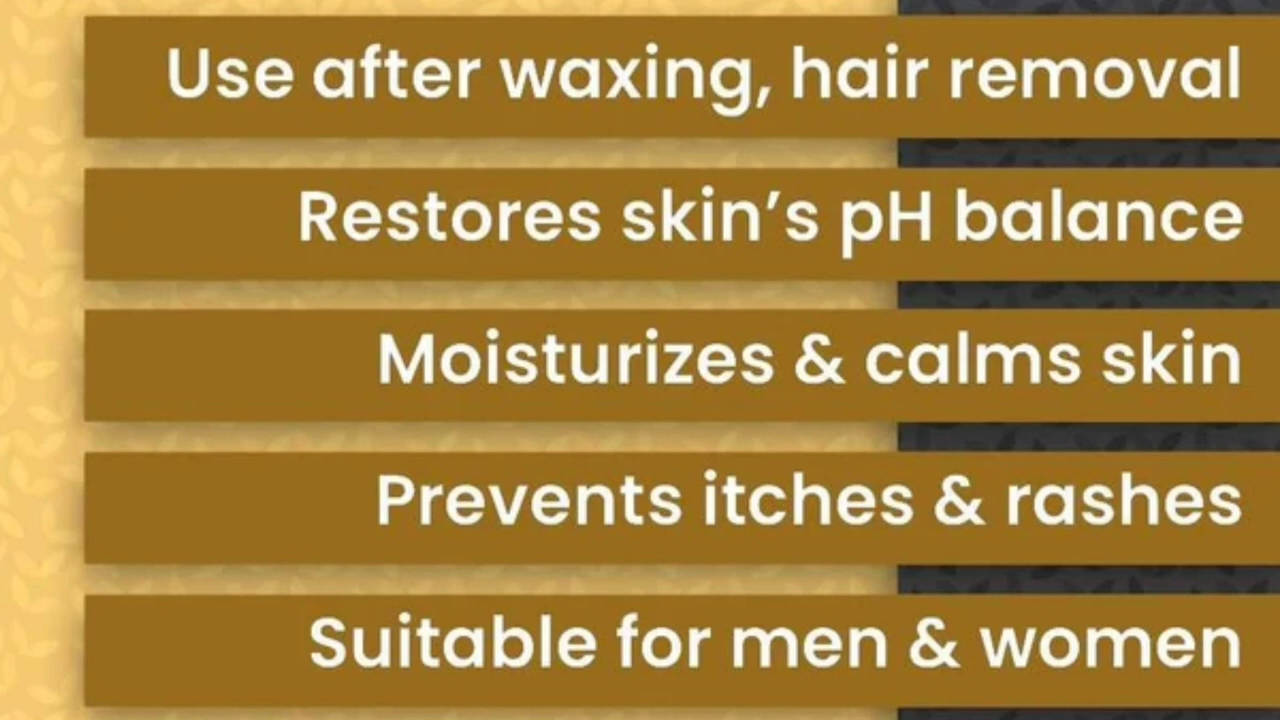 Use after waxing, hair removal
Restores skin’s pH balance
Moisturizes & calms skin
Prevents itches & rashes
Suitable for men & women